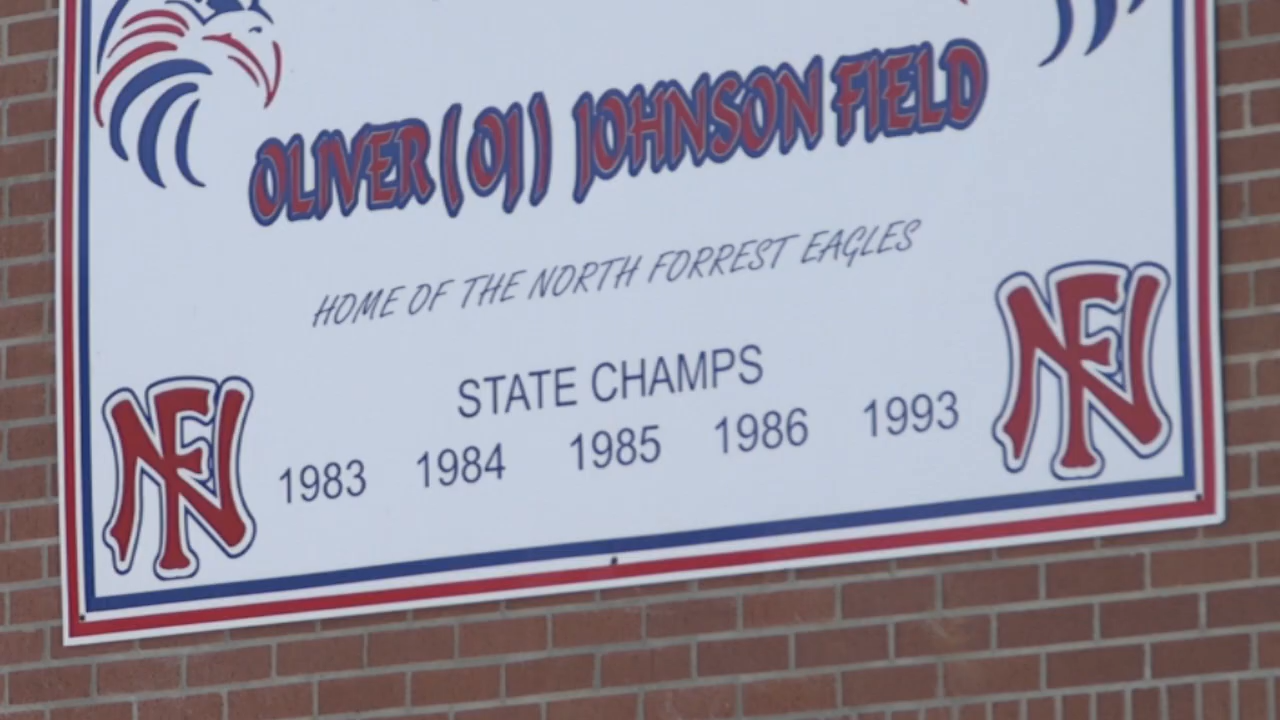 OLIVER (OJ) JOHNSON FIELD
HOME OF THE NORTH FORREST EAGLES
STATE CHAMPS
1983 1984 1985 1986 1993
NF NF